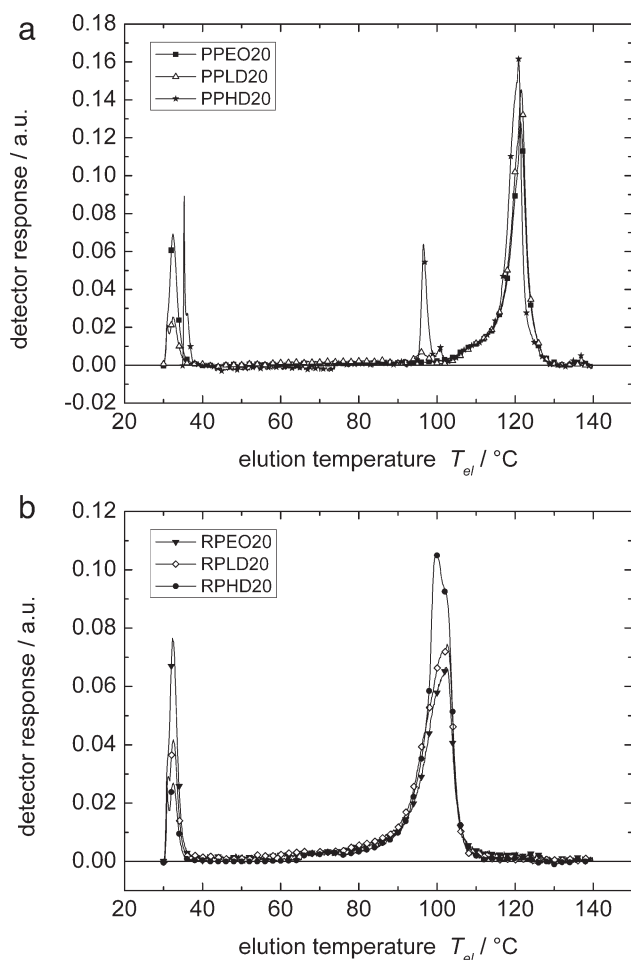 a
0.18
0.16
0.14
0.12
0.10
0.08
0.06
0.04
0.02
0.00
-0.02
detector response / a.u.
PPEO20
PPLD20
PPHD20
20 40 60 80 100 120 140
elution temperature T_el / °C
b
0.12
0.10
0.08
0.06
0.04
0.02
0.00
detector response / a.u.
RPEO20
RPLD20
RPHD20
20 40 60 80 100 120 140
elution temperature T_el / °C